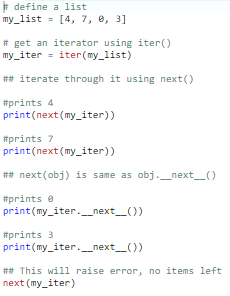 # define a list
my_list = [4, 7, 0, 3]
# get an iterator using iter()
my_iter = iter(my_list)
## iterate through it using next()
#prints 4
print(next(my_iter))
#prints 7
print(next(my_iter))
## next(obj) is same as obj.__next__()
#prints 0
print(my_iter.__next__())
#prints 3
print(my_iter.__next__())
## This will raise error, no items left
next(my_iter)